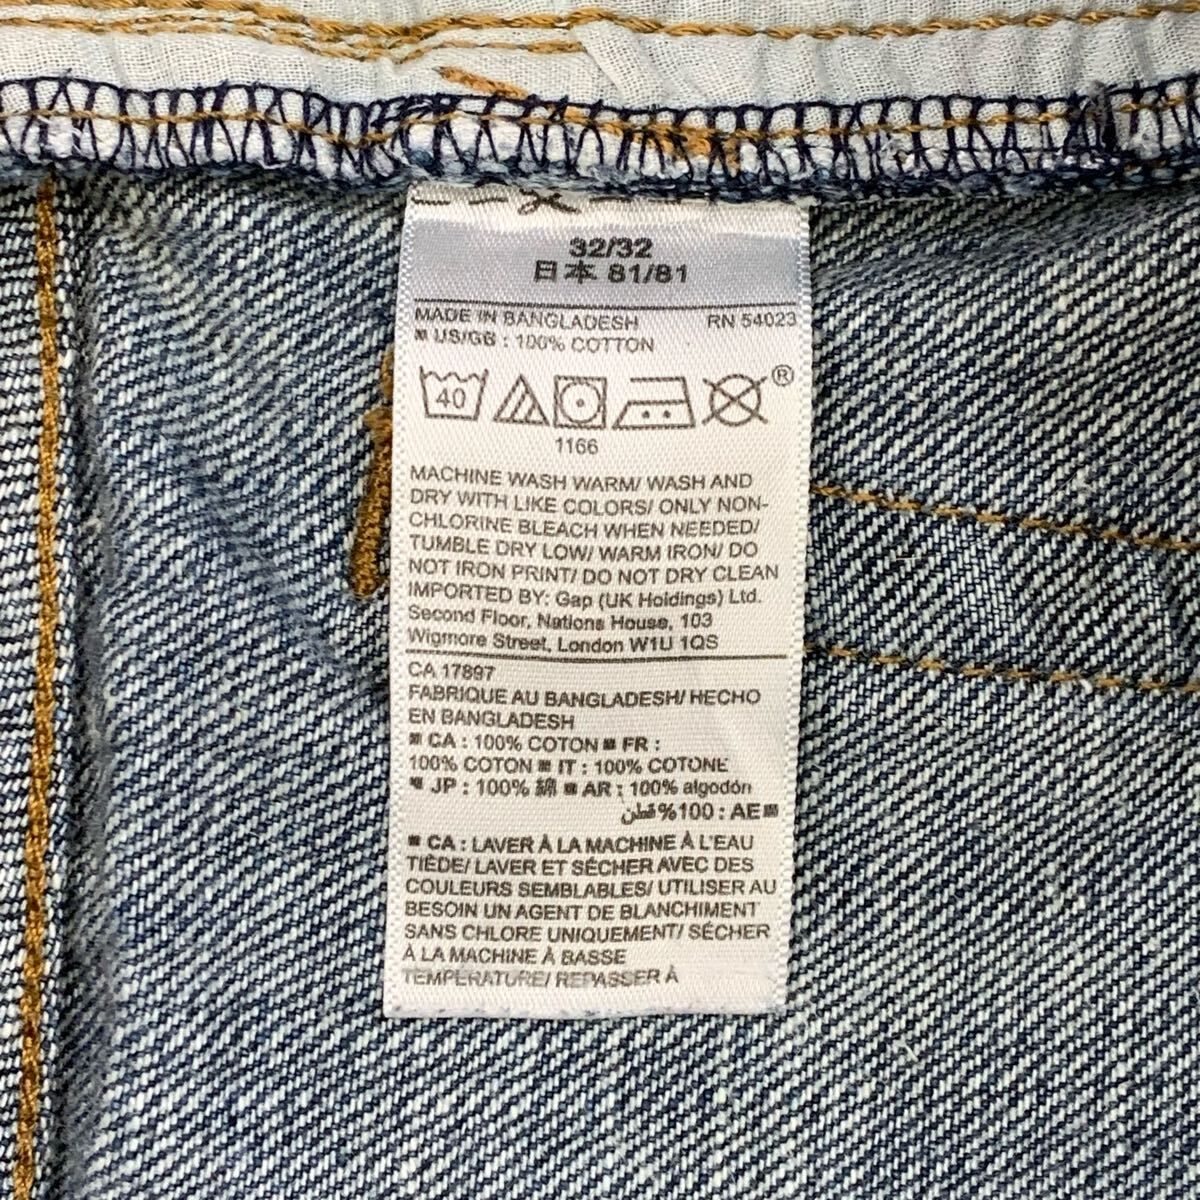 32/32
日本 81/81
MADE IN BANGLADESH RN 54023
■ US/GB : 100% COTTON
40 ®
1166
MACHINE WASH WARM/ WASH AND
DRY WITH LIKE COLORS/ ONLY NON-
CHLORINE BLEACH WHEN NEEDED/
TUMBLE DRY LOW/ WARM IRON/ DO
NOT IRON PRINT/ DO NOT DRY CLEAN
IMPORTED BY: Gap (UK Holdings) Ltd.
Second Floor, Nations House, 103
Wigmore Street, London W1U 1QS
CA 17897
FABRIQUE AU BANGLADESH/ HECHO
EN BANGLADESH
■ CA : 100% COTON ■ FR :
100% COTON ■ IT : 100% COTONE
■ JP : 100% 綿 ■ AR : 100% algodón
■ AE : 100% قطن
■ CA : LAVER À LA MACHINE À L'EAU
TIÈDE/ LAVER ET SÉCHER AVEC DES
COULEURS SEMBLABLES/ UTILISER AU
BESOIN UN AGENT DE BLANCHIMENT
SANS CHLORE UNIQUEMENT/ SÉCHER
À LA MACHINE À BASSE
TEMPÉRATURE/ REPASSER À